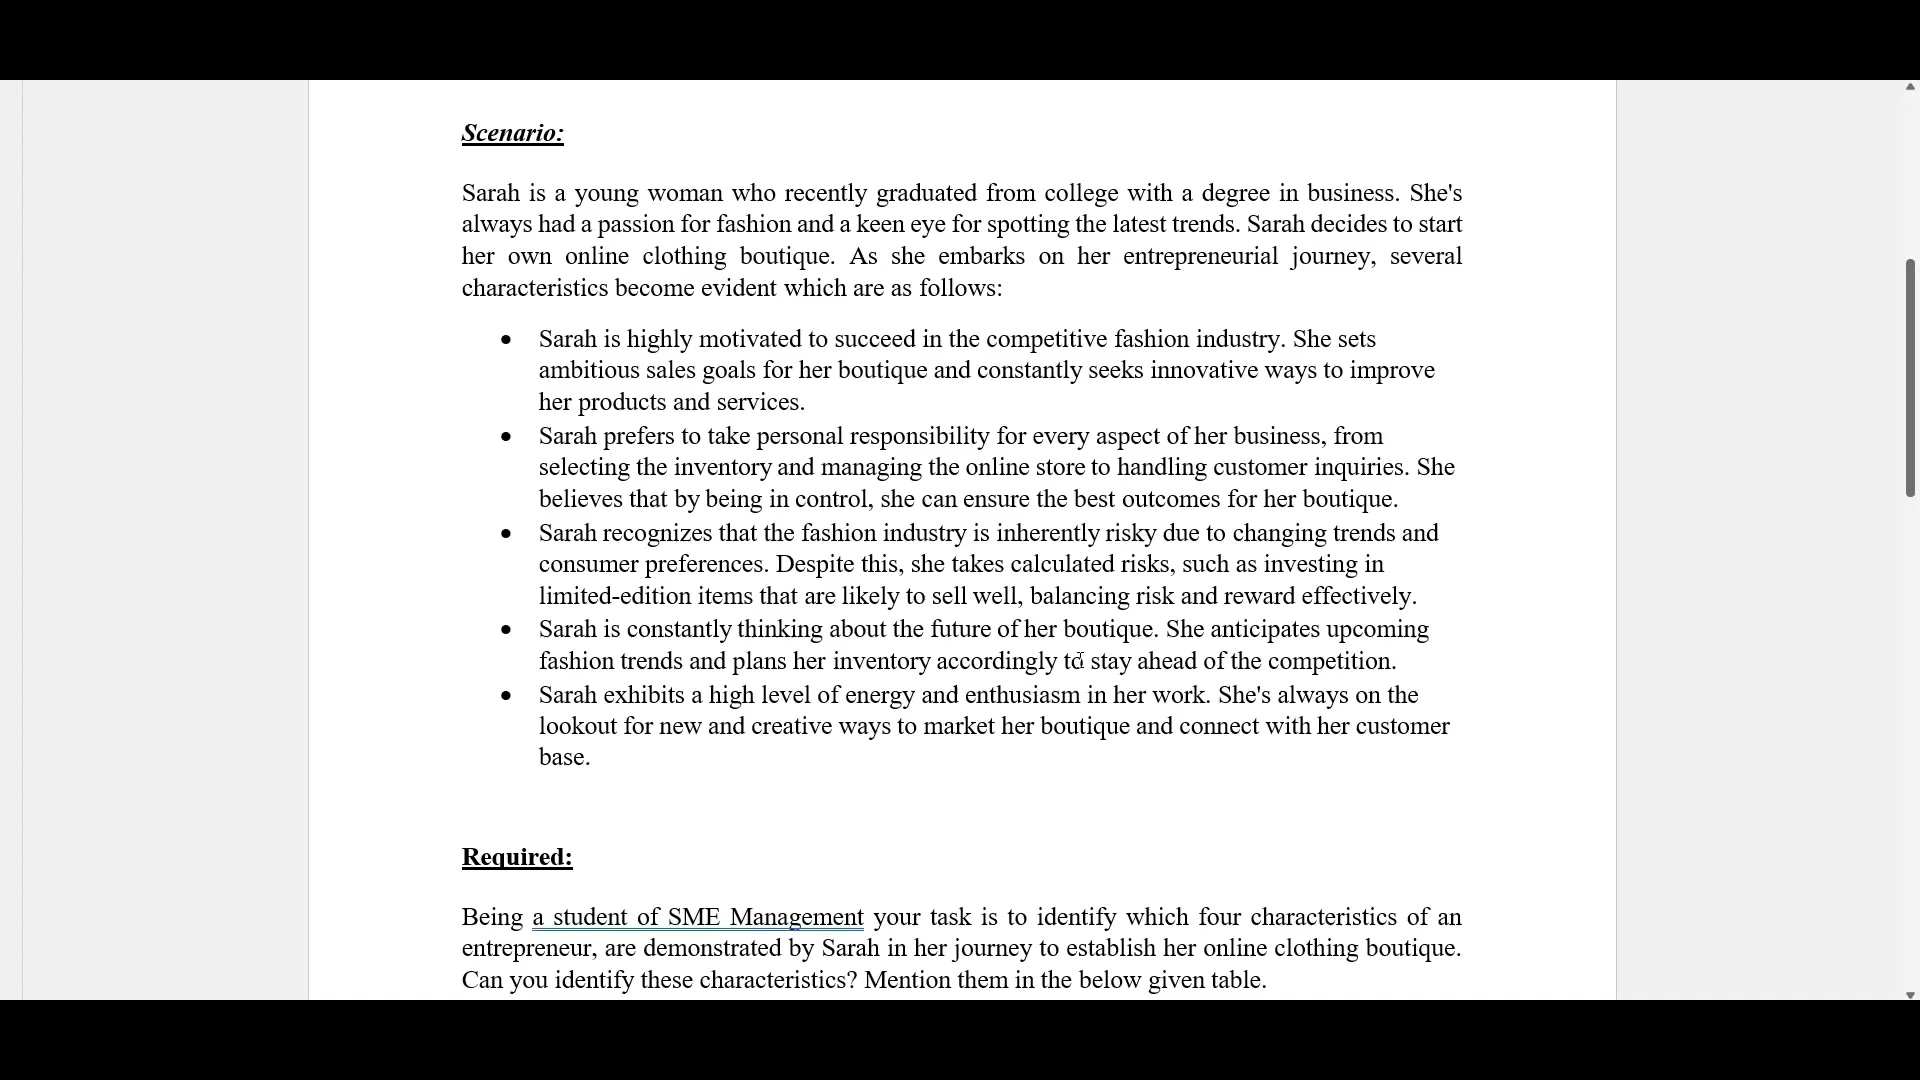 Scenario:
Sarah is a young woman who recently graduated from college with a degree in business. She's
always had a passion for fashion and a keen eye for spotting the latest trends. Sarah decides to start
her own online clothing boutique. As she embarks on her entrepreneurial journey, several
characteristics become evident which are as follows:
• Sarah is highly motivated to succeed in the competitive fashion industry. She sets
ambitious sales goals for her boutique and constantly seeks innovative ways to improve
her products and services.
• Sarah prefers to take personal responsibility for every aspect of her business, from
selecting the inventory and managing the online store to handling customer inquiries. She
believes that by being in control, she can ensure the best outcomes for her boutique.
• Sarah recognizes that the fashion industry is inherently risky due to changing trends and
consumer preferences. Despite this, she takes calculated risks, such as investing in
limited-edition items that are likely to sell well, balancing risk and reward effectively.
• Sarah is constantly thinking about the future of her boutique. She anticipates upcoming
fashion trends and plans her inventory accordingly to stay ahead of the competition.
• Sarah exhibits a high level of energy and enthusiasm in her work. She's always on the
lookout for new and creative ways to market her boutique and connect with her customer
base.
Required:
Being a student of SME Management your task is to identify which four characteristics of an
entrepreneur, are demonstrated by Sarah in her journey to establish her online clothing boutique.
Can you identify these characteristics? Mention them in the below given table.